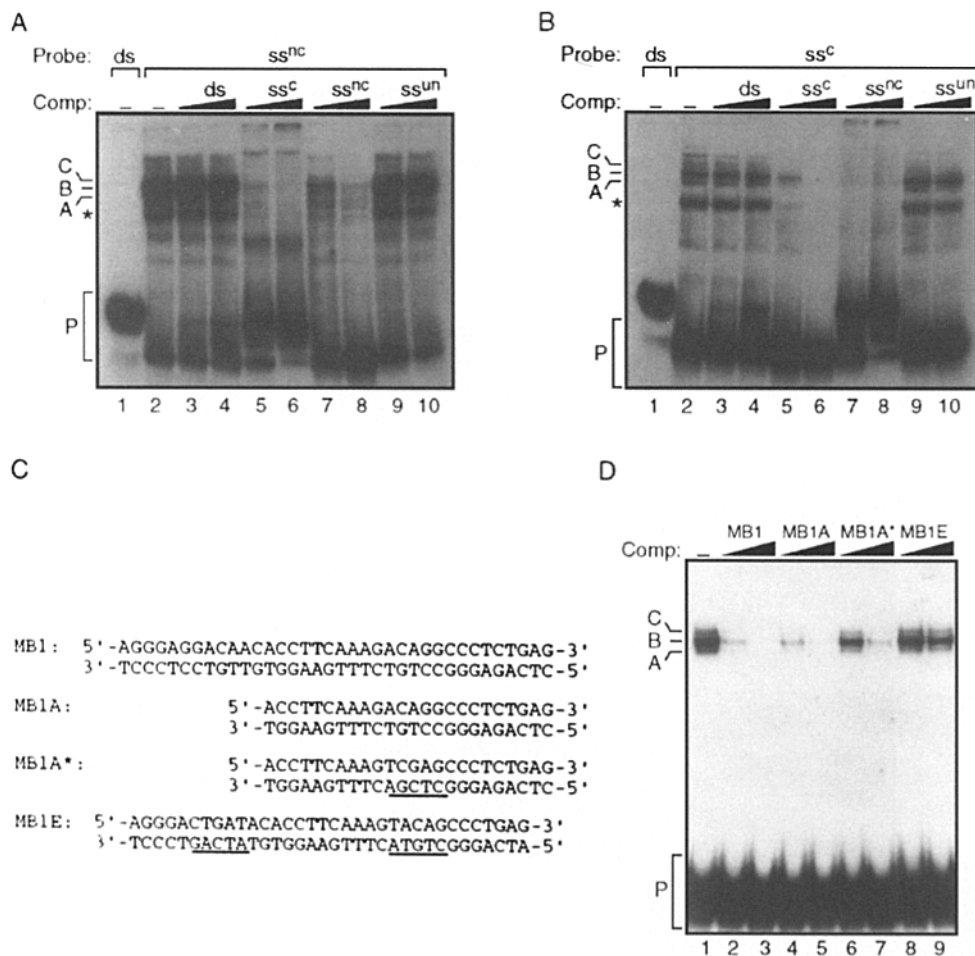 A
Probe: ds ss^nc
Comp: – – ds ss^c ss^nc ss^un
C
B
A
*
P
1 2 3 4 5 6 7 8 9 10
B
Probe: ds ss^c
Comp: – – ds ss^c ss^nc ss^un
C
B
A
*
P
1 2 3 4 5 6 7 8 9 10
C
MB1: 5'-AGGGAGGACAACACCTTCAAAGACAGGCCCTCTGAG-3'
3'-TCCCTCCTGTTGTGGAAGTTTCTGTCCGGGAGACTC-5'
MB1A: 5'-ACCTTCAAAGACAGGCCCTCTGAG-3'
3'-TGGAAGTTTCTGTCCGGGAGACTC-5'
MB1A*: 5'-ACCTTCAAAGTCGAGCCCTCTGAG-3'
3'-TGGAAGTTTCAGCTCGGGAGACTC-5'
MB1E: 5'-AGGGACTGATACACCTTCAAAGTACAGCCCTGAG-3'
3'-TCCCTGACTATGTGGAAGTTTCATGTCGGGACTA-5'
D
MB1 MB1A MB1A* MB1E
Comp: –
C
B
A
P
1 2 3 4 5 6 7 8 9